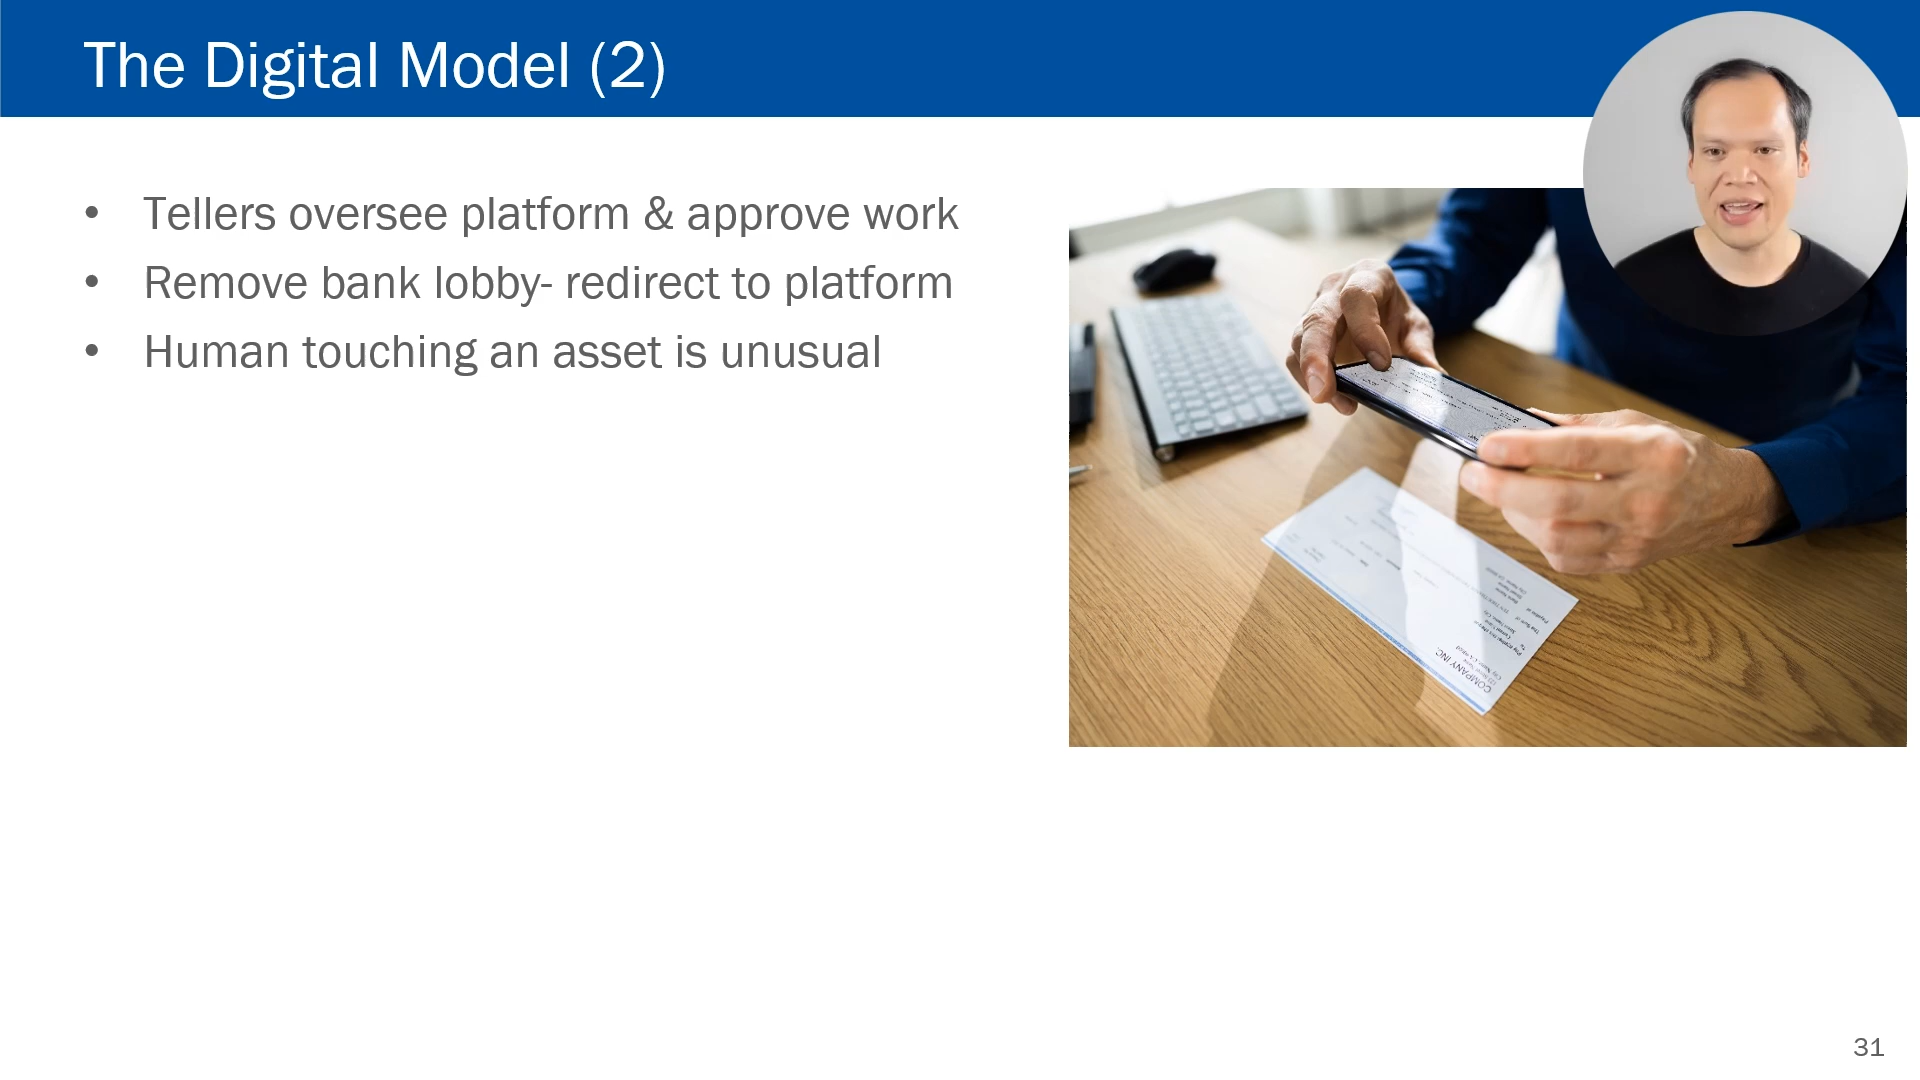 The Digital Model (2)
• Tellers oversee platform & approve work
• Remove bank lobby- redirect to platform
• Human touching an asset is unusual
COMPANY INC.
31